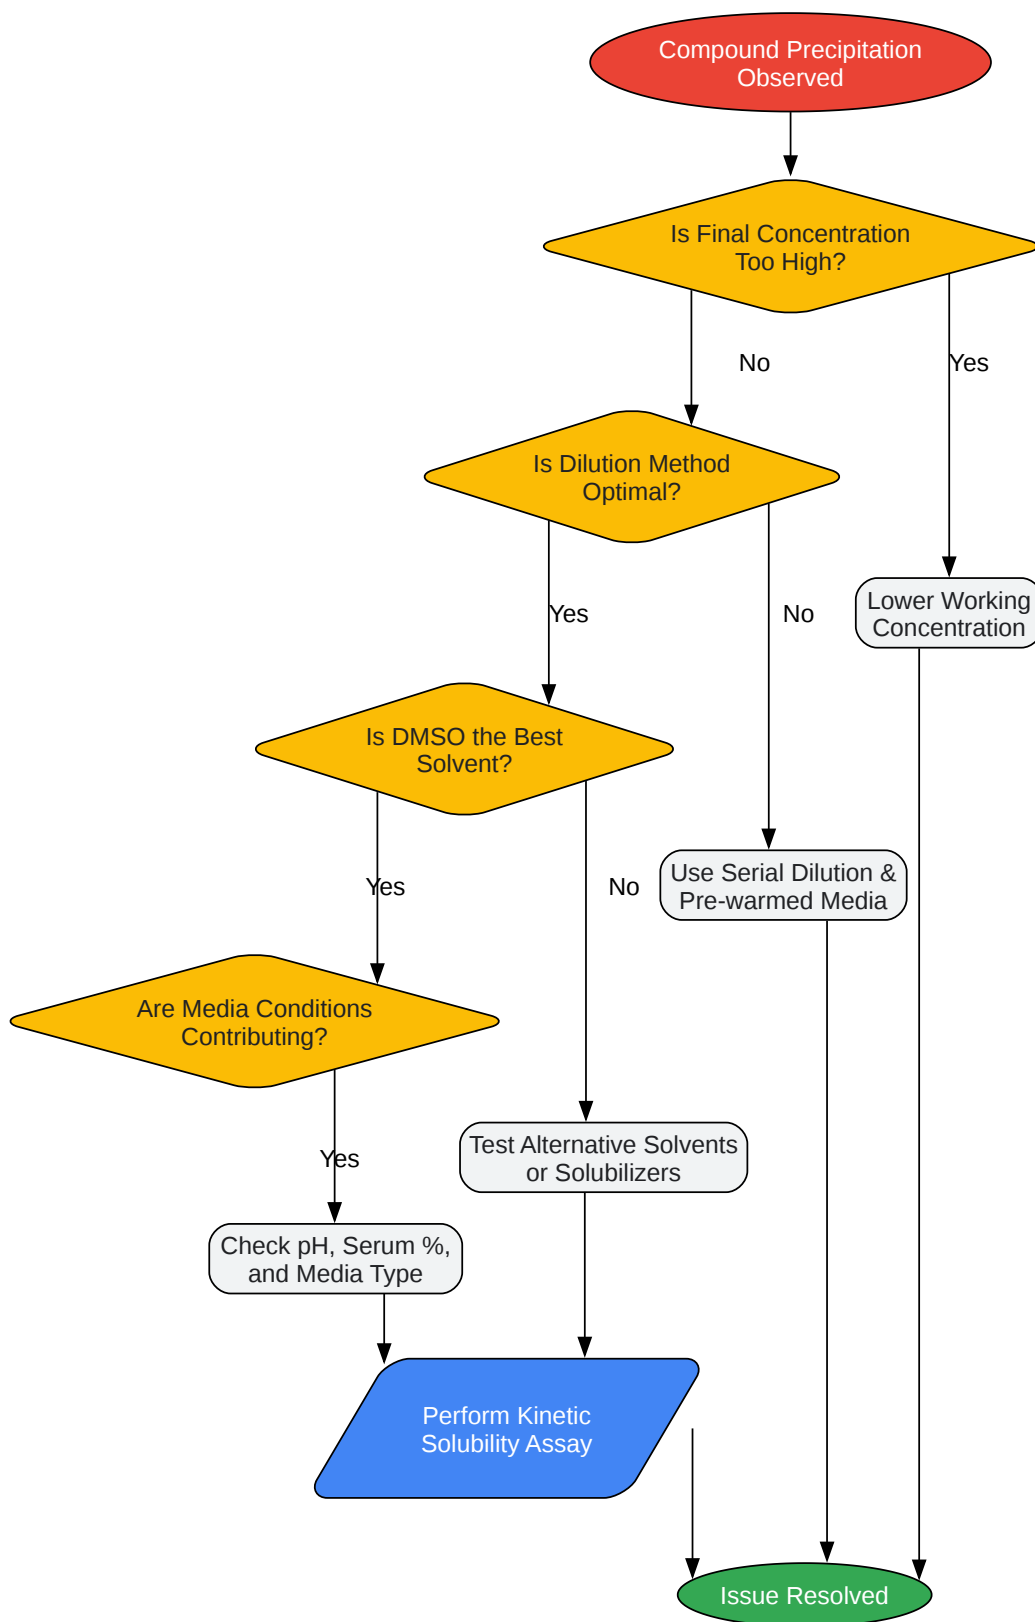 Compound Precipitation
Observed
Is Final Concentration
Too High?
No
Yes
Is Dilution Method
Optimal?
Lower Working
Concentration
Yes
No
Is DMSO the Best
Solvent?
Use Serial Dilution &
Pre-warmed Media
Yes
No
Are Media Conditions
Contributing?
Test Alternative Solvents
or Solubilizers
Yes
Check pH, Serum %,
and Media Type
Perform Kinetic
Solubility Assay
Issue Resolved